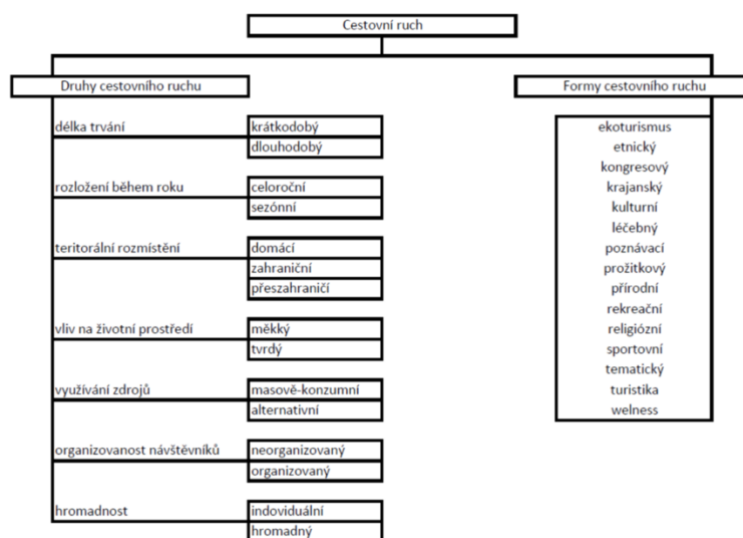 Cestovní ruch
Druhy cestovního ruchu
délka trvání
krátkodobý
dlouhodobý
rozložení během roku
celoroční
sezónní
teritorální rozmístění
domácí
zahraniční
přeszahraničí
vliv na životní prostředí
měkký
tvrdý
využívání zdrojů
masově-konzumní
alternativní
organizovanost návštěvníků
neorganizovaný
organizovaný
hromadnost
indoviduální
hromadný
Formy cestovního ruchu
ekoturismus
etnický
kongresový
krajanský
kulturní
léčebný
poznávací
prožitkový
přírodní
rekreační
religiózní
sportovní
tematický
turistika
welness